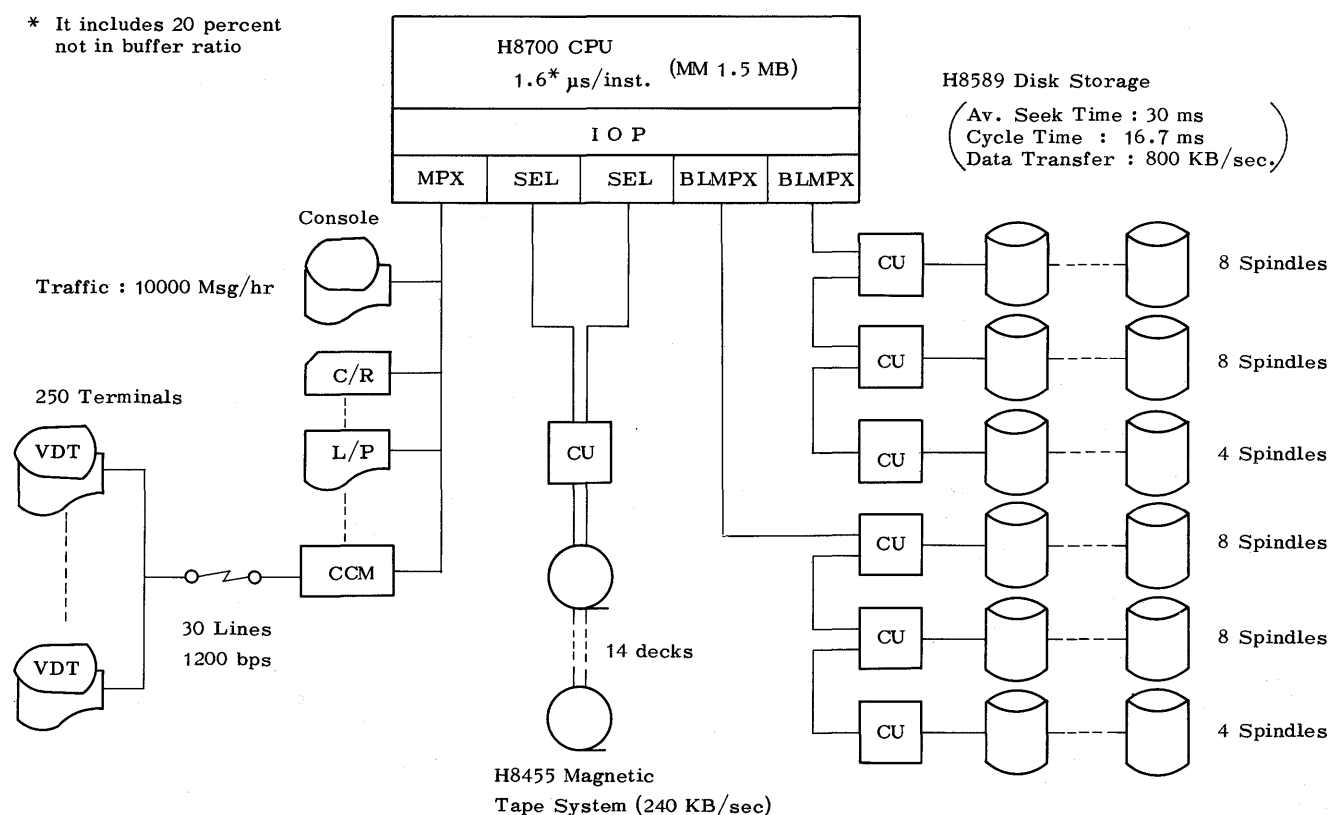 * It includes 20 percent
not in buffer ratio
H8700 CPU
1.6* µs/inst. (MM 1.5 MB)
I O P
MPX SEL SEL BLMPX BLMPX
H8589 Disk Storage
(Av. Seek Time : 30 ms
Cycle Time : 16.7 ms
Data Transfer : 800 KB/sec.)
Console
Traffic : 10000 Msg/hr
C/R
L/P
CCM
250 Terminals
VDT
VDT
30 Lines
1200 bps
CU
14 decks
H8455 Magnetic
Tape System (240 KB/sec)
CU 8 Spindles
CU 8 Spindles
CU 4 Spindles
CU 8 Spindles
CU 8 Spindles
CU 4 Spindles